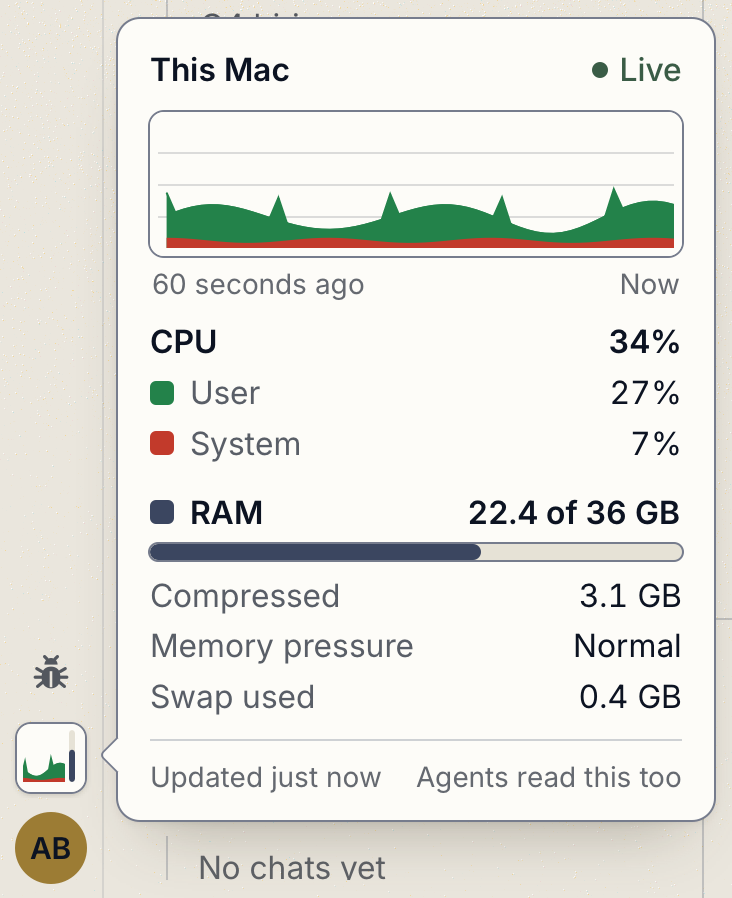 This Mac
Live
60 seconds ago
Now
CPU
34%
User
27%
System
7%
RAM
22.4 of 36 GB
Compressed
3.1 GB
Memory pressure
Normal
Swap used
0.4 GB
Updated just now
Agents read this too
AB
No chats yet